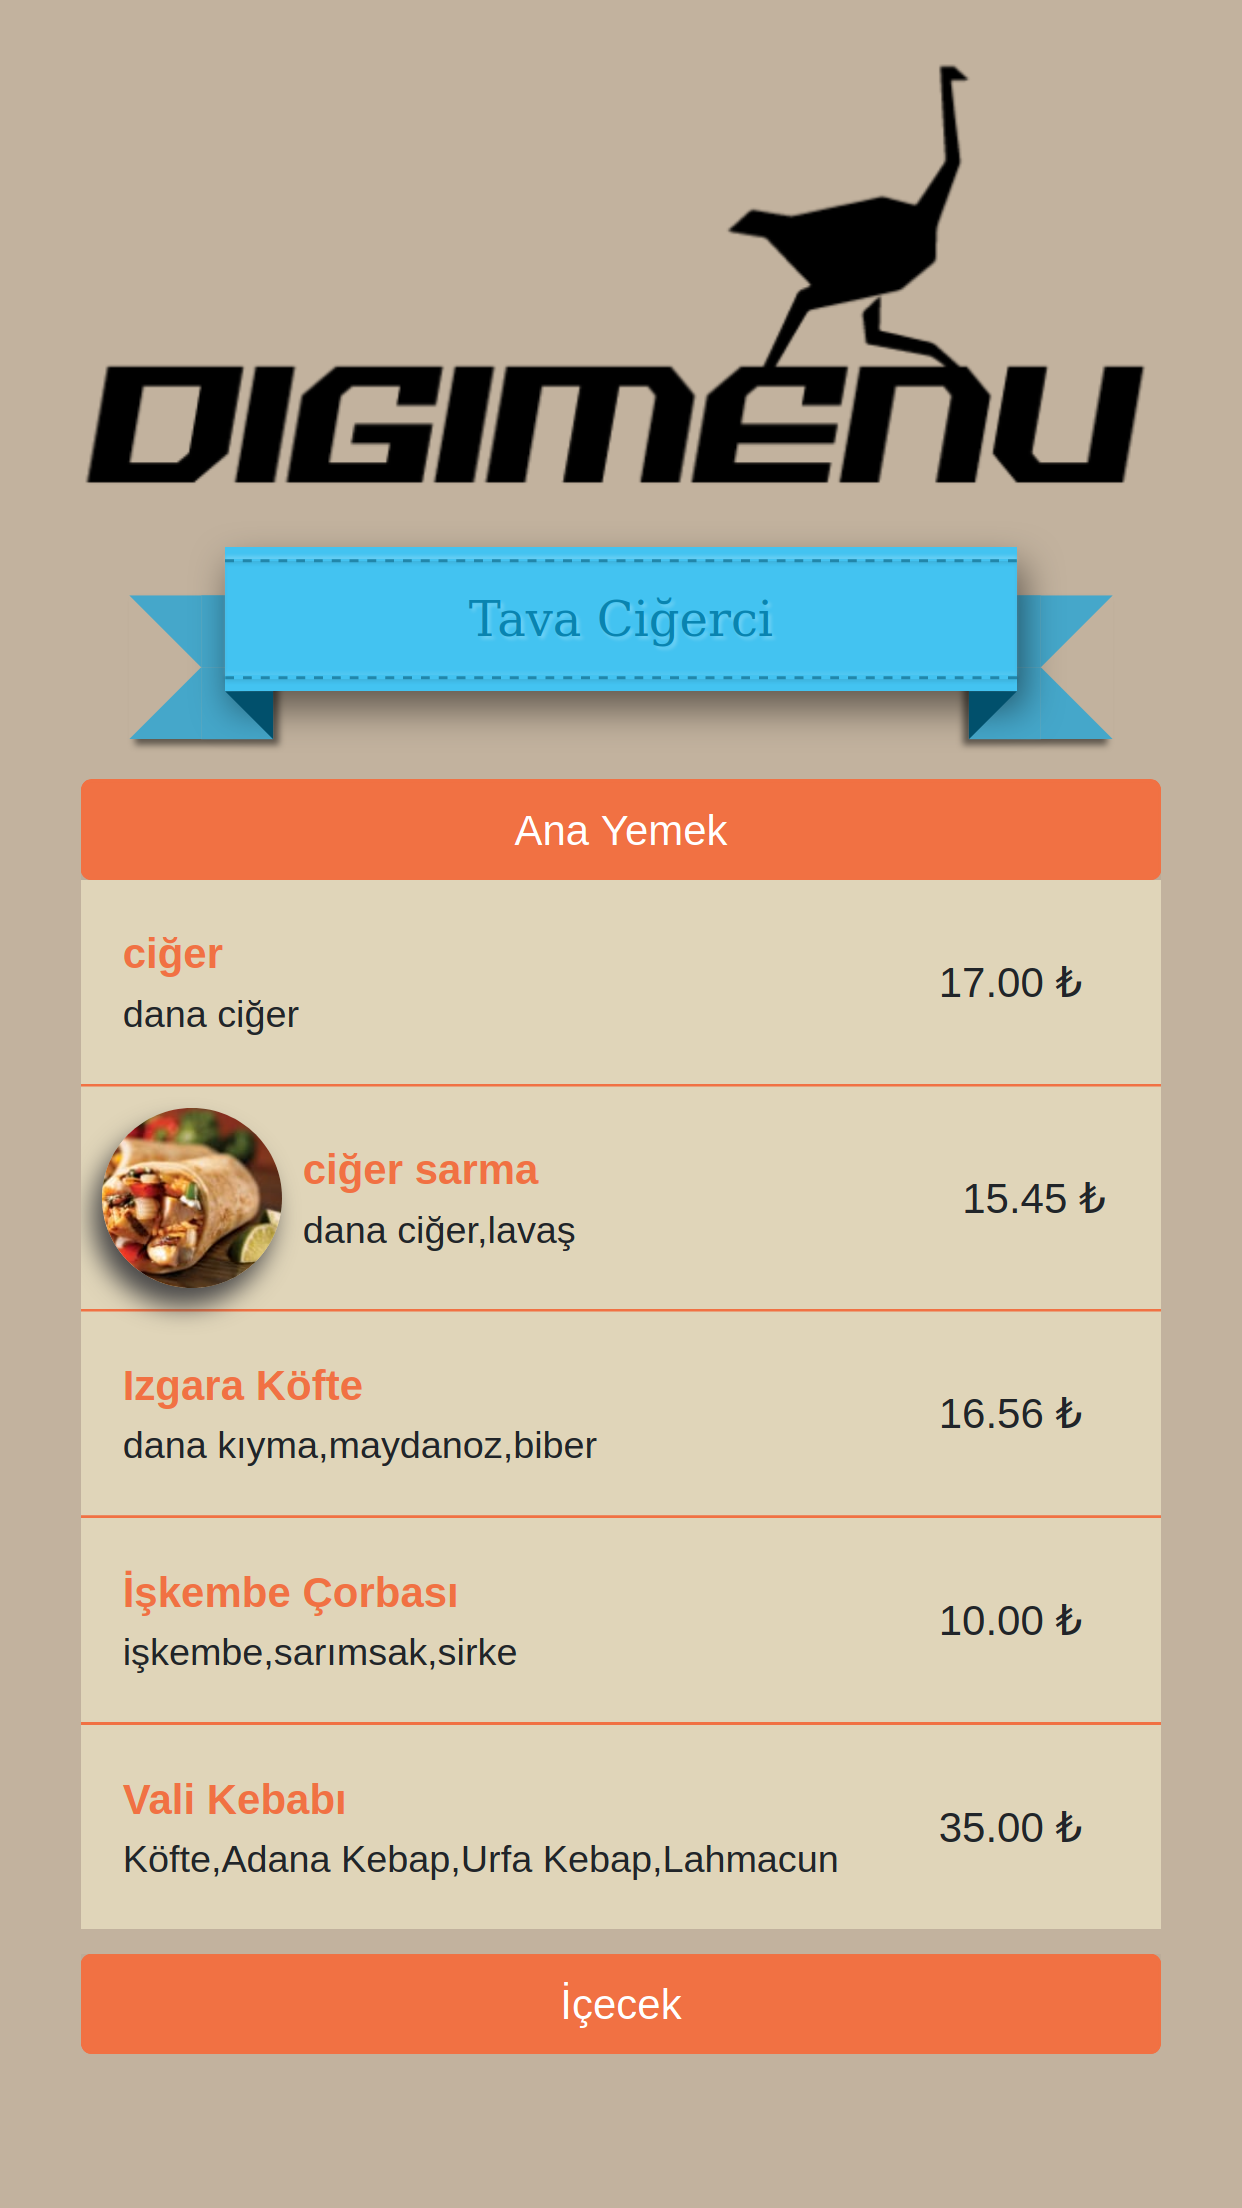 DIGIMENU
Tava Ciğerci
Ana Yemek
ciğer
dana ciğer
17.00 ₺
ciğer sarma
dana ciğer,lavaş
15.45 ₺
Izgara Köfte
dana kıyma,maydanoz,biber
16.56 ₺
İşkembe Çorbası
işkembe,sarımsak,sirke
10.00 ₺
Vali Kebabı
Köfte,Adana Kebap,Urfa Kebap,Lahmacun
35.00 ₺
İçecek